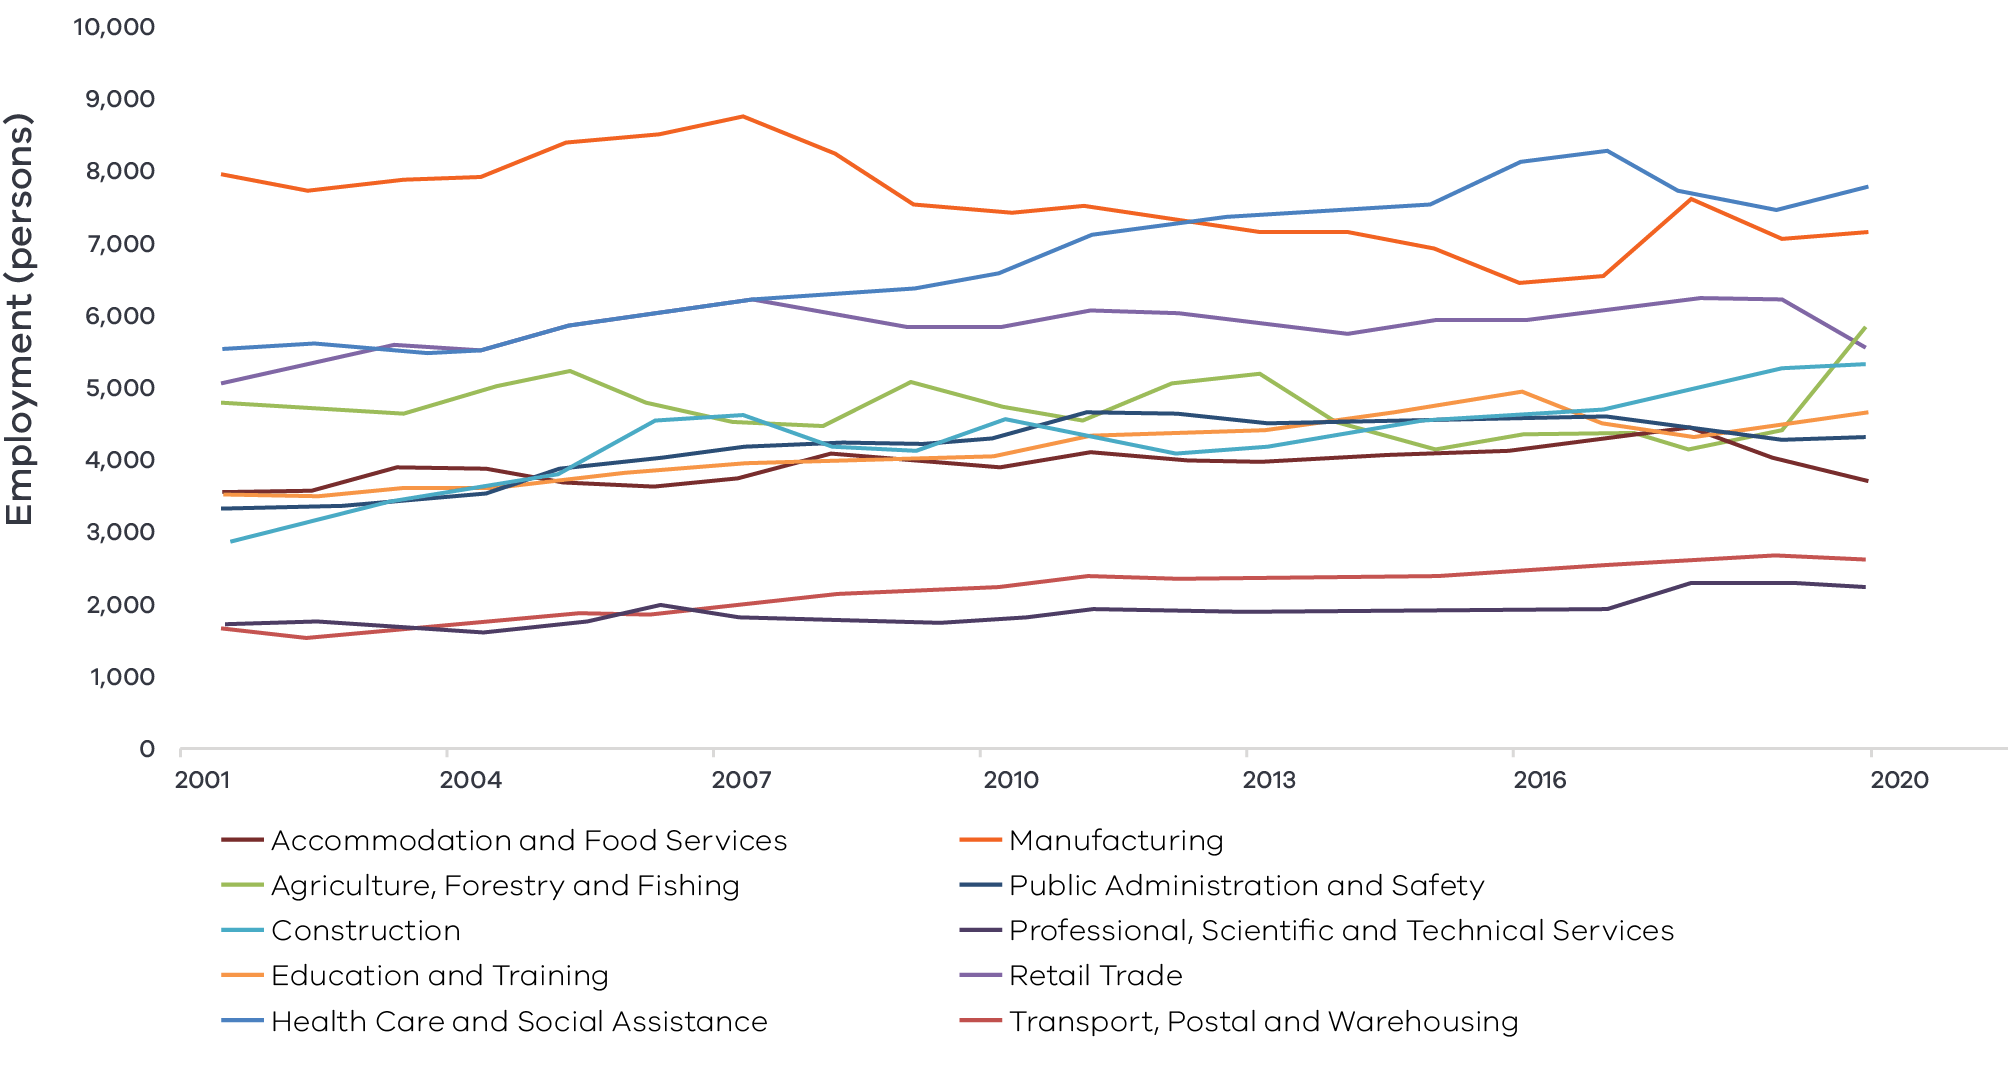 10,000
9,000
8,000
7,000
6,000
5,000
4,000
3,000
2,000
1,000
0
Employment (persons)
2001 2004 2007 2010 2013 2016 2020
Accommodation and Food Services
Manufacturing
Agriculture, Forestry and Fishing
Public Administration and Safety
Construction
Professional, Scientific and Technical Services
Education and Training
Retail Trade
Health Care and Social Assistance
Transport, Postal and Warehousing